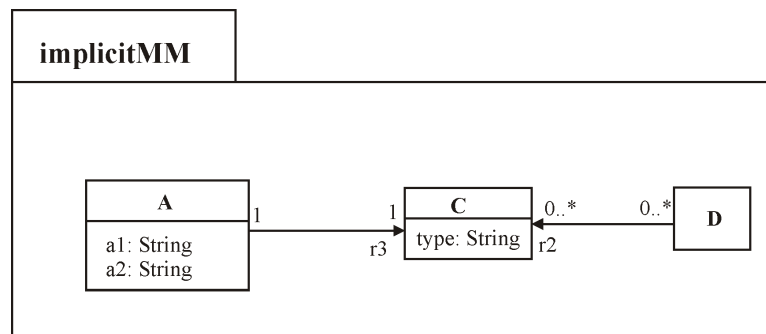 implicitMM
A
a1: String
a2: String
1
1
r3
C
type: String
0..*
r2
0..*
D